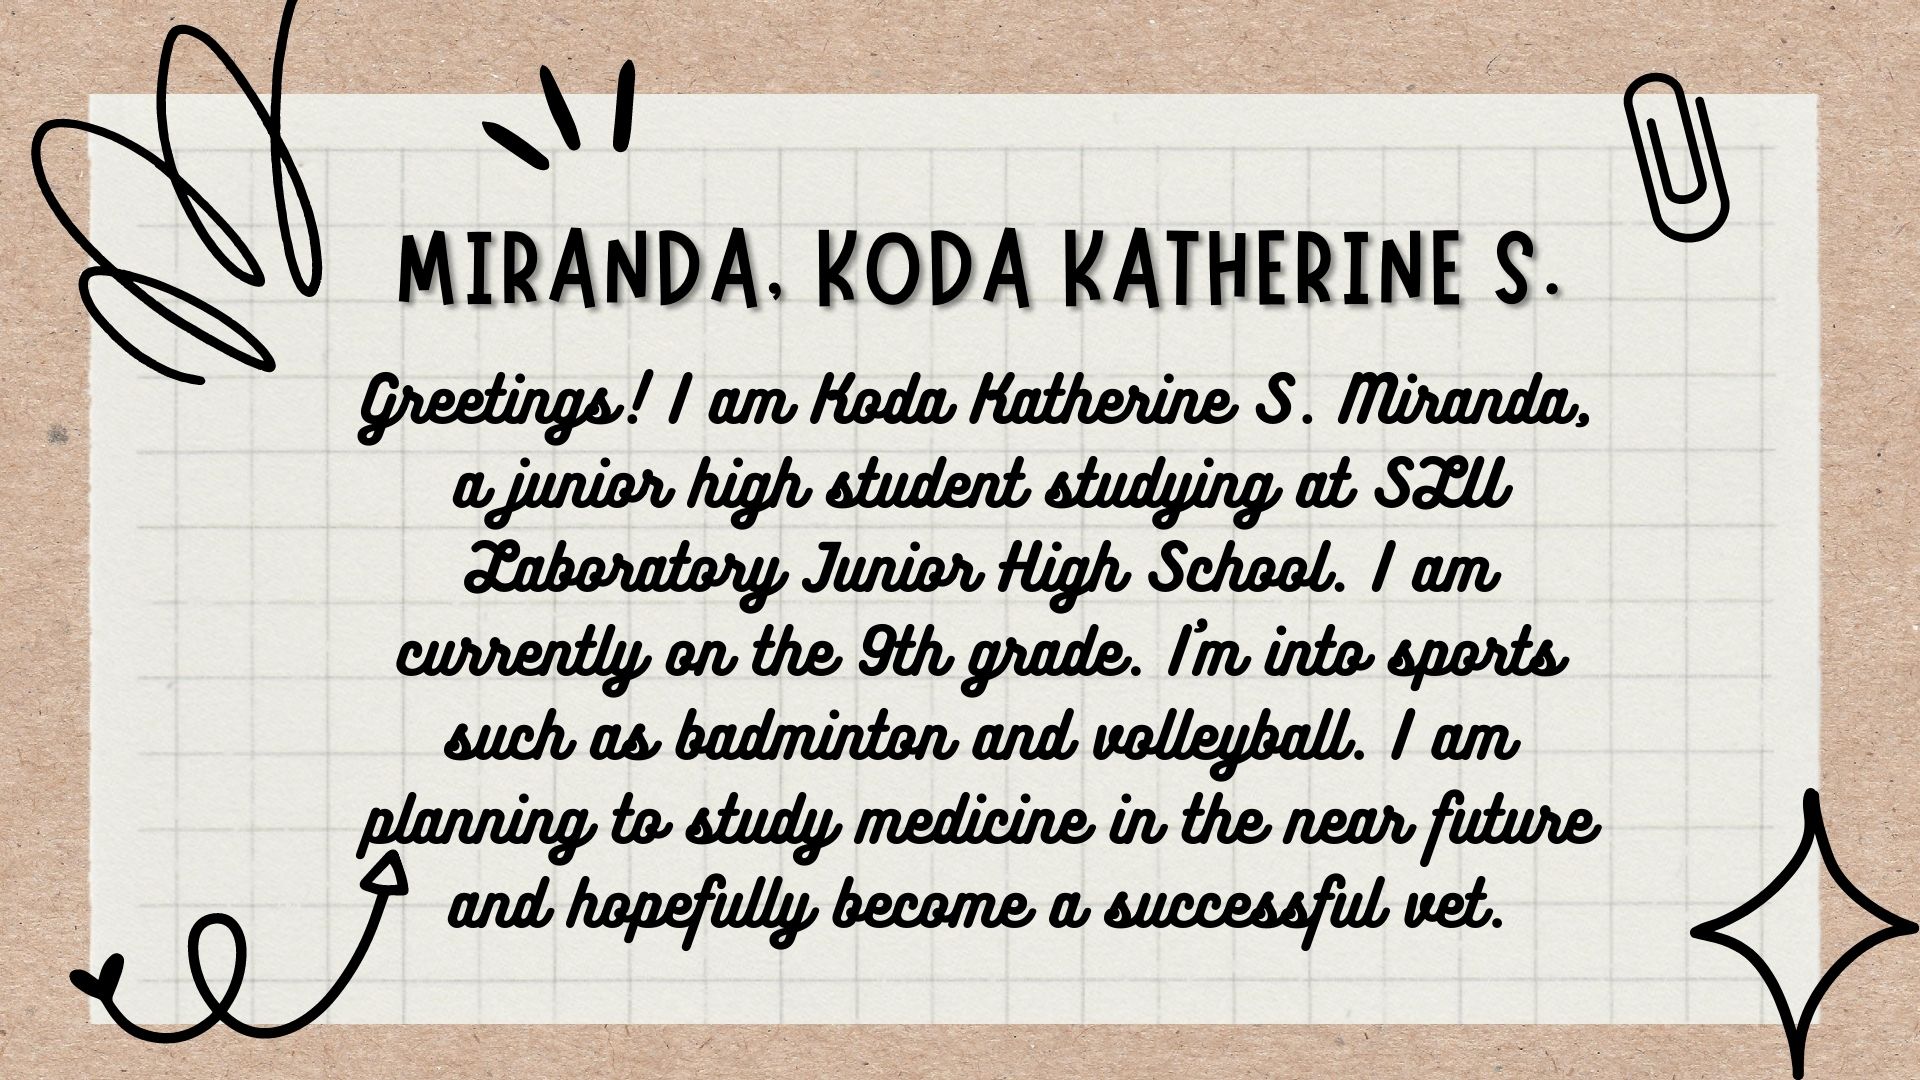 MIRANDA, KODA KATHERINE S.
Greetings! I am Koda Katherine S. Miranda,
a junior high student studying at SLU
Laboratory Junior High School. I am
currently on the 9th grade. I'm into sports
such as badminton and volleyball. I am
planning to study medicine in the near future
and hopefully become a successful vet.